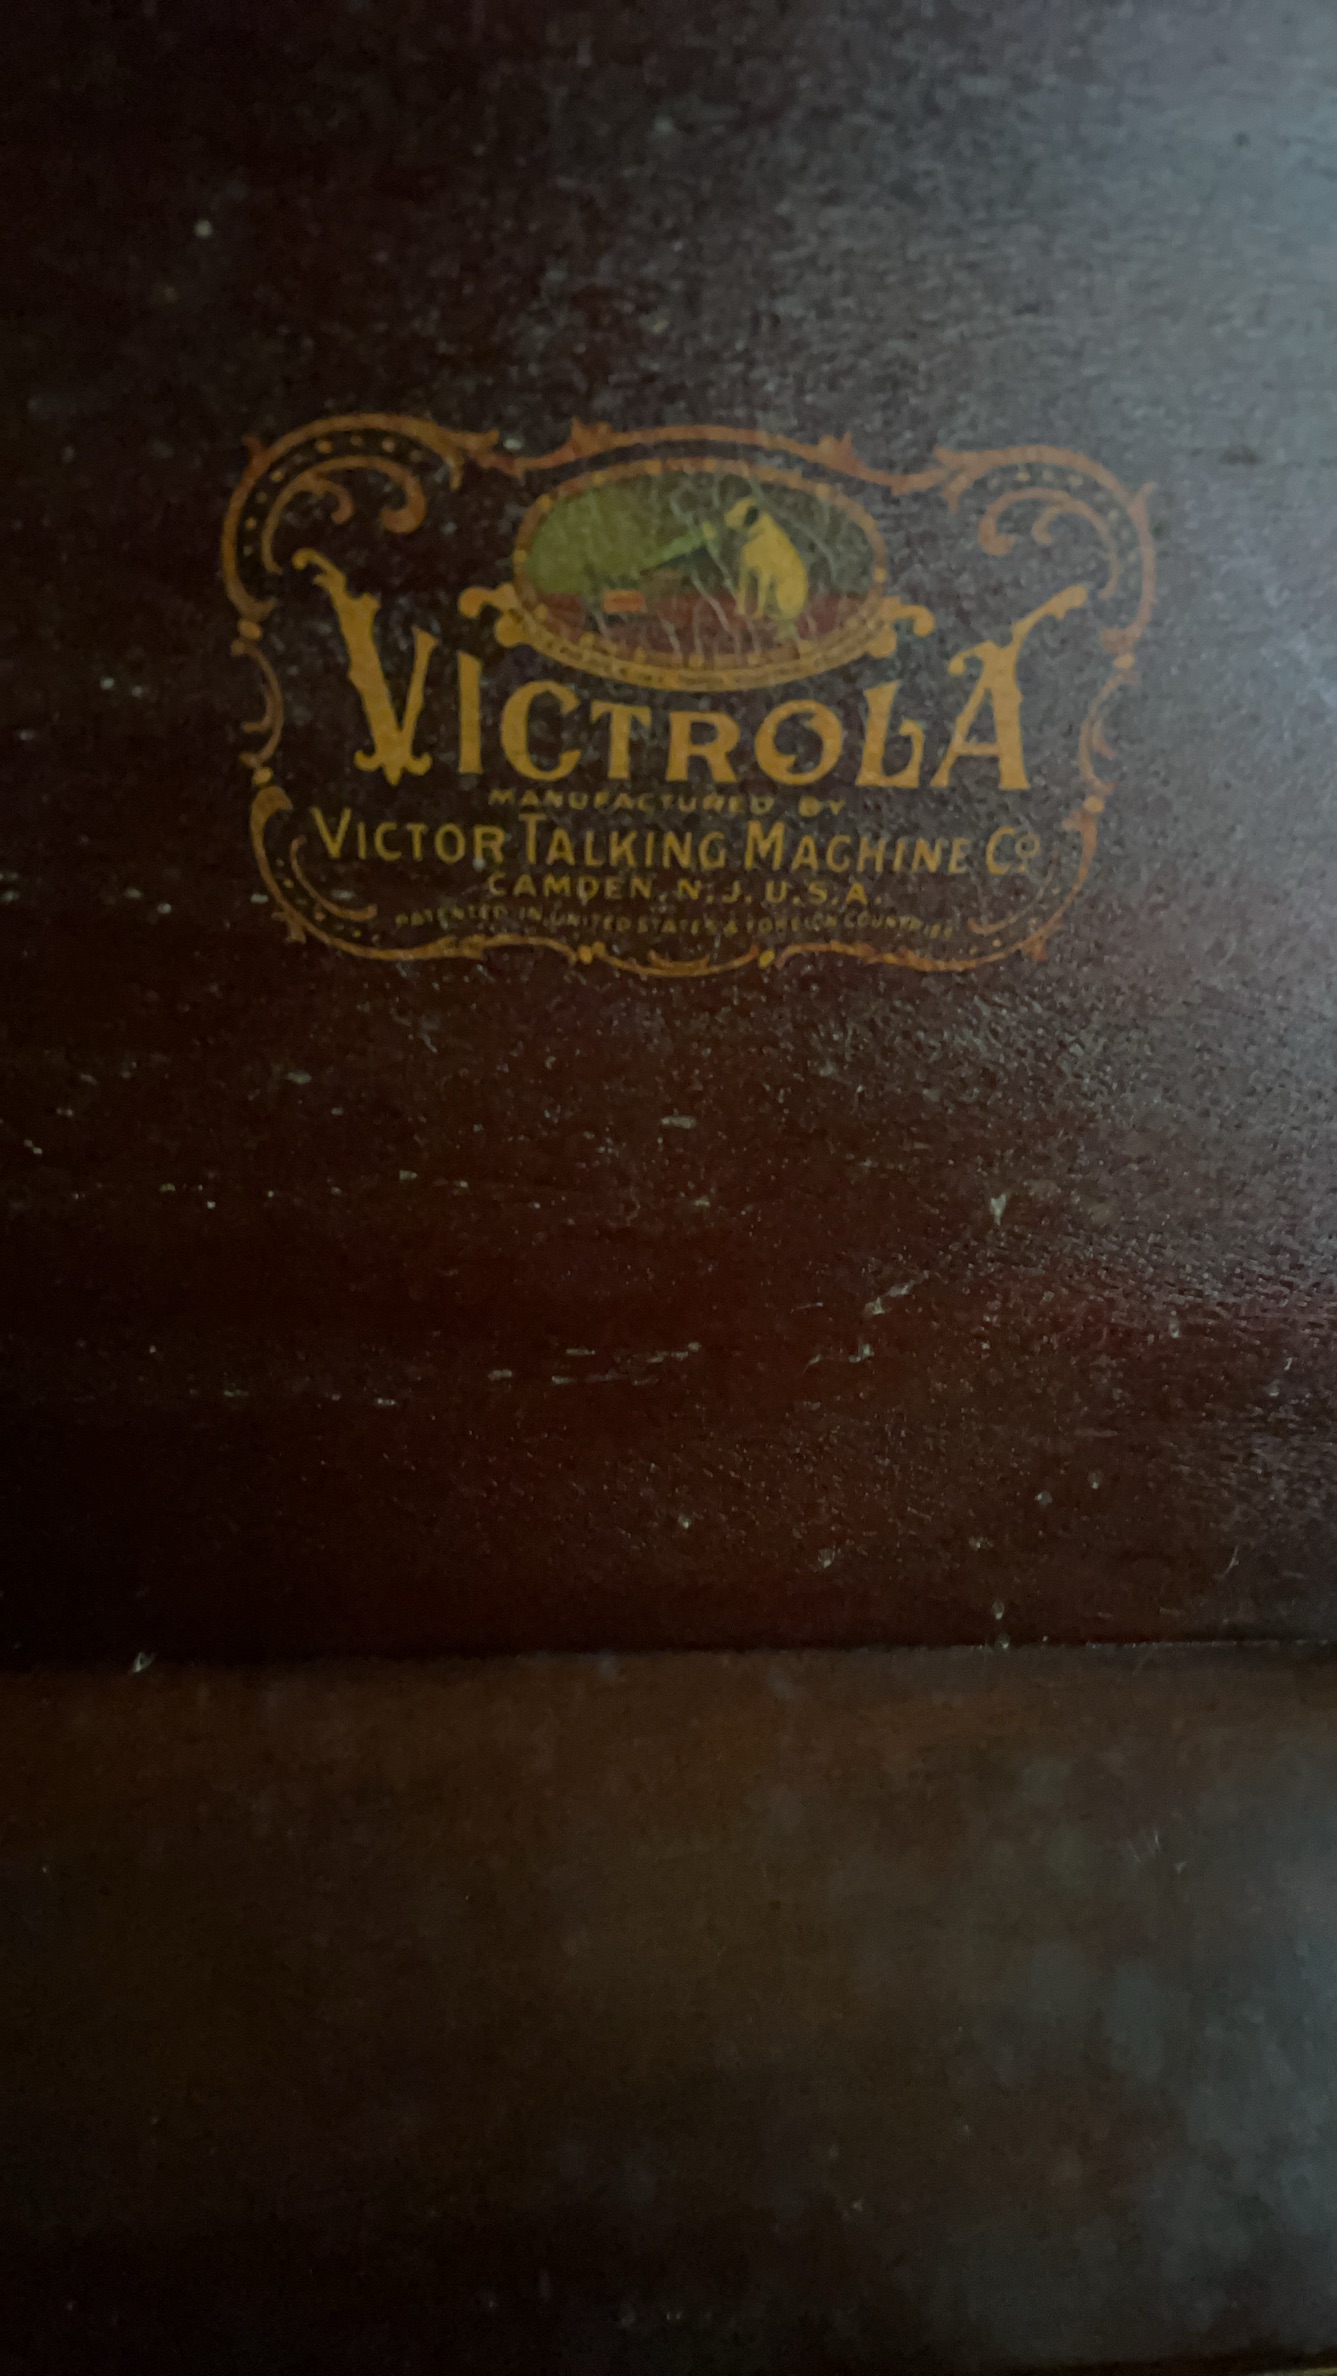 VICTROLA
MANUFACTURED BY
VICTOR TALKING MACHINE CO
CAMDEN, N.J. U.S.A.
PATENTED IN UNITED STATES & FOREIGN COUNTRIES